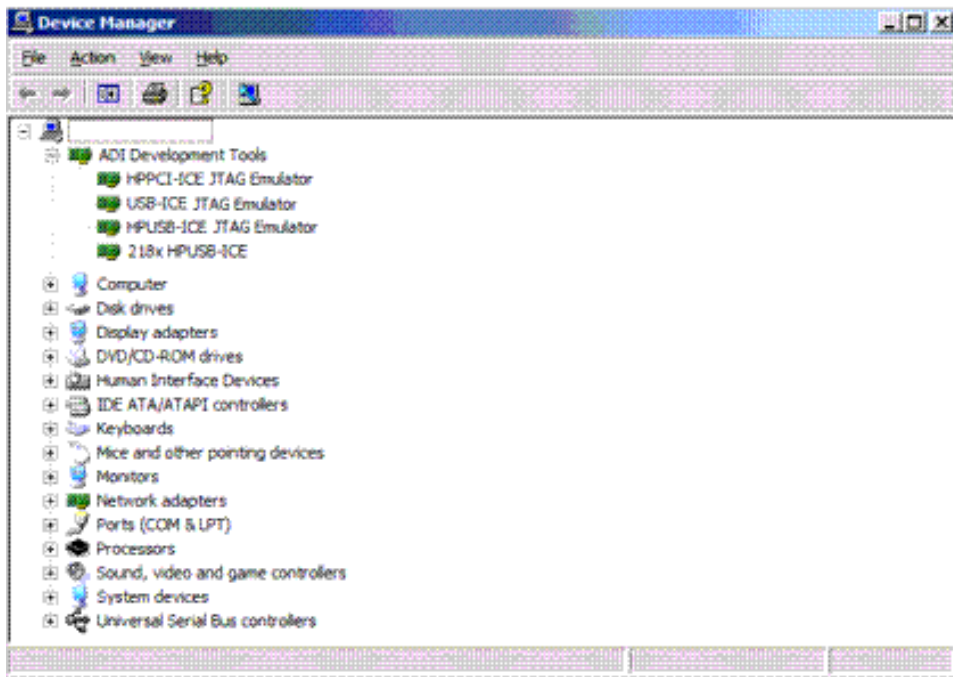 Device Manager
File Action View Help
ADI Development Tools
HPPCI-ICE JTAG Emulator
USB-ICE JTAG Emulator
HPUSB-ICE JTAG Emulator
218x HPUSB-ICE
Computer
Disk drives
Display adapters
DVD/CD-ROM drives
Human Interface Devices
IDE ATA/ATAPI controllers
Keyboards
Mice and other pointing devices
Monitors
Network adapters
Ports (COM & LPT)
Processors
Sound, video and game controllers
System devices
Universal Serial Bus controllers